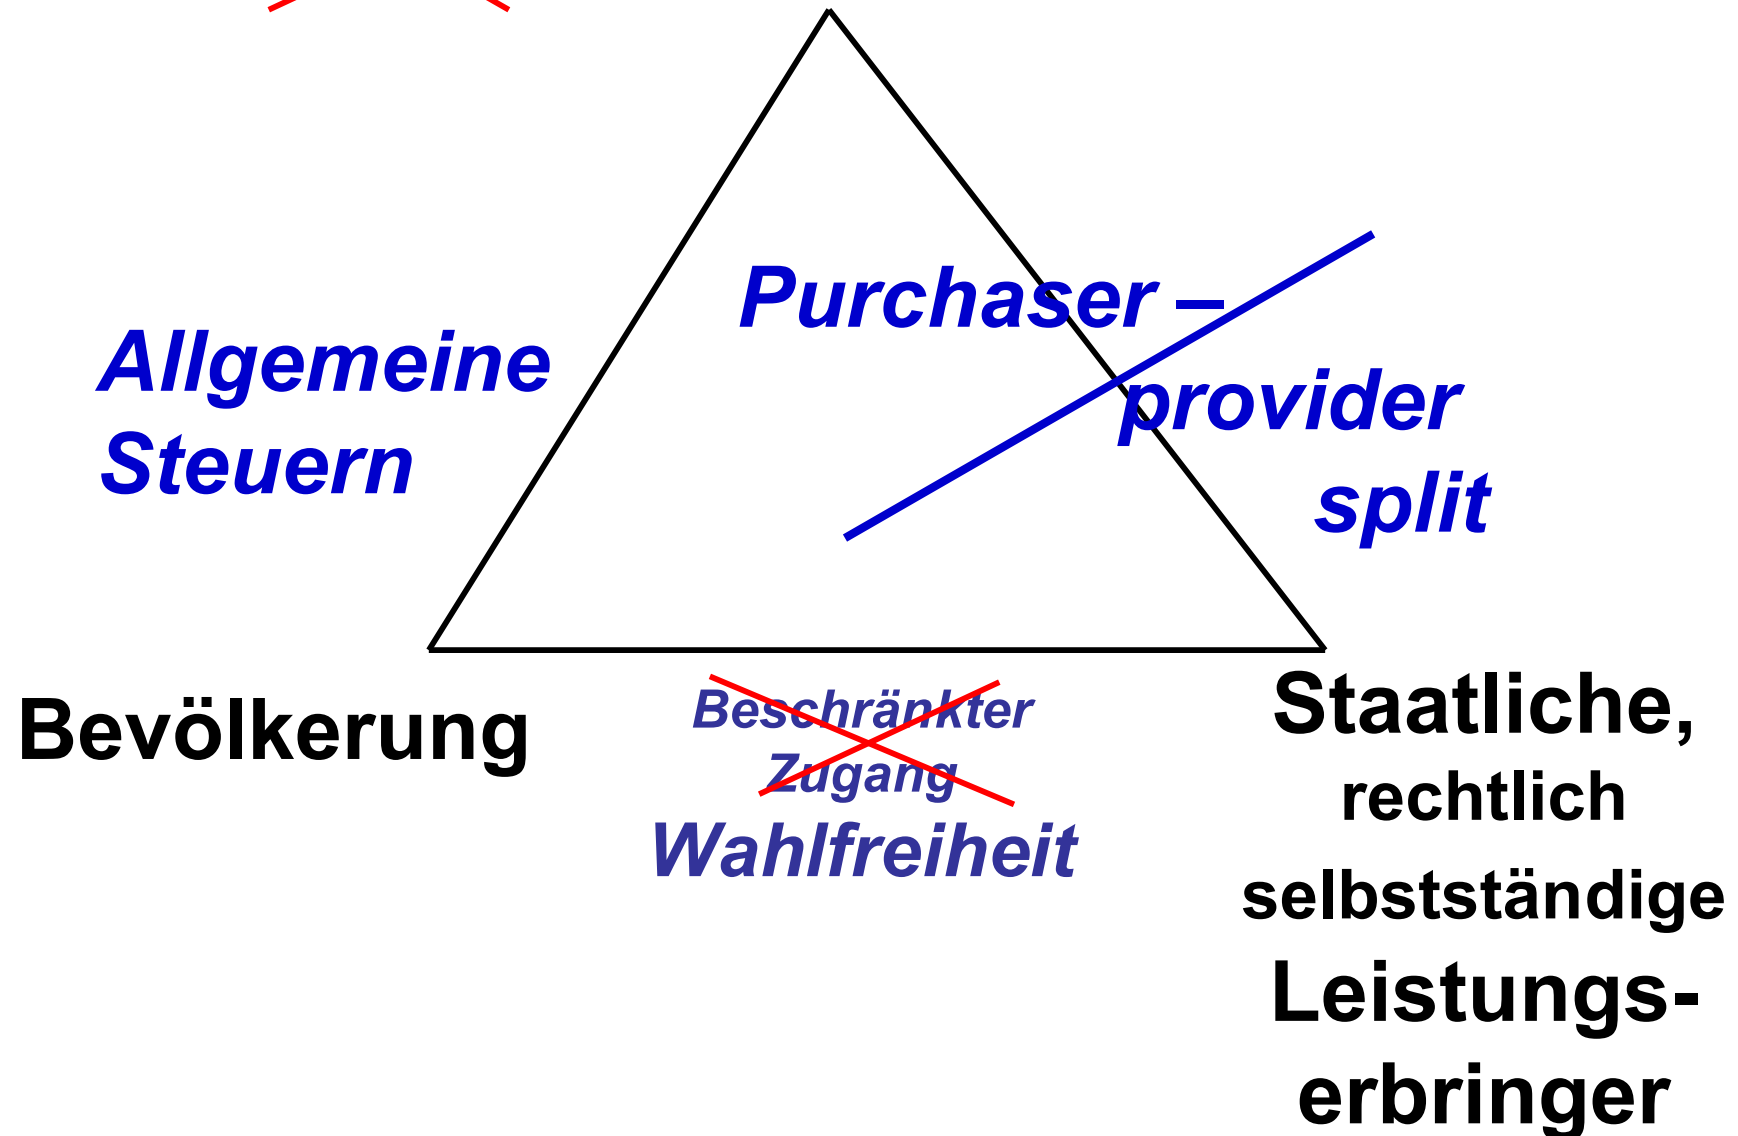 Purchaser –
Allgemeine
provider
Steuern
split
Bevölkerung
Beschränkter
Zugang
Wahlfreiheit
Staatliche,
rechtlich
selbstständige
Leistungs-
erbringer